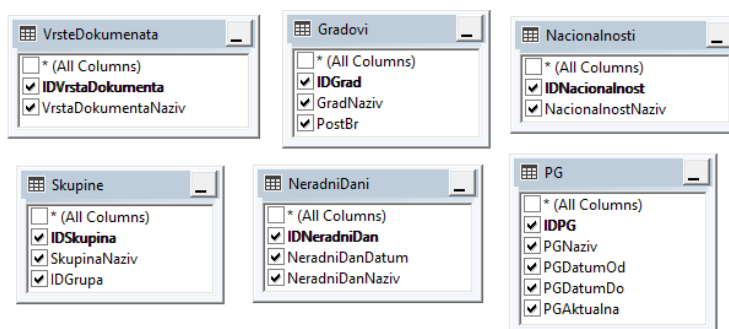 VrsteDokumenata
* (All Columns)
IDVrstaDokumenta
VrstaDokumentaNaziv
Gradovi
* (All Columns)
IDGrad
GradNaziv
PostBr
Nacionalnosti
* (All Columns)
IDNacionalnost
NacionalnostNaziv
Skupine
* (All Columns)
IDSkupina
SkupinaNaziv
IDGrupa
NeradniDani
* (All Columns)
IDNeradniDan
NeradniDanDatum
NeradniDanNaziv
PG
* (All Columns)
IDPG
PGNaziv
PGDatumOd
PGDatumDo
PGAktualna